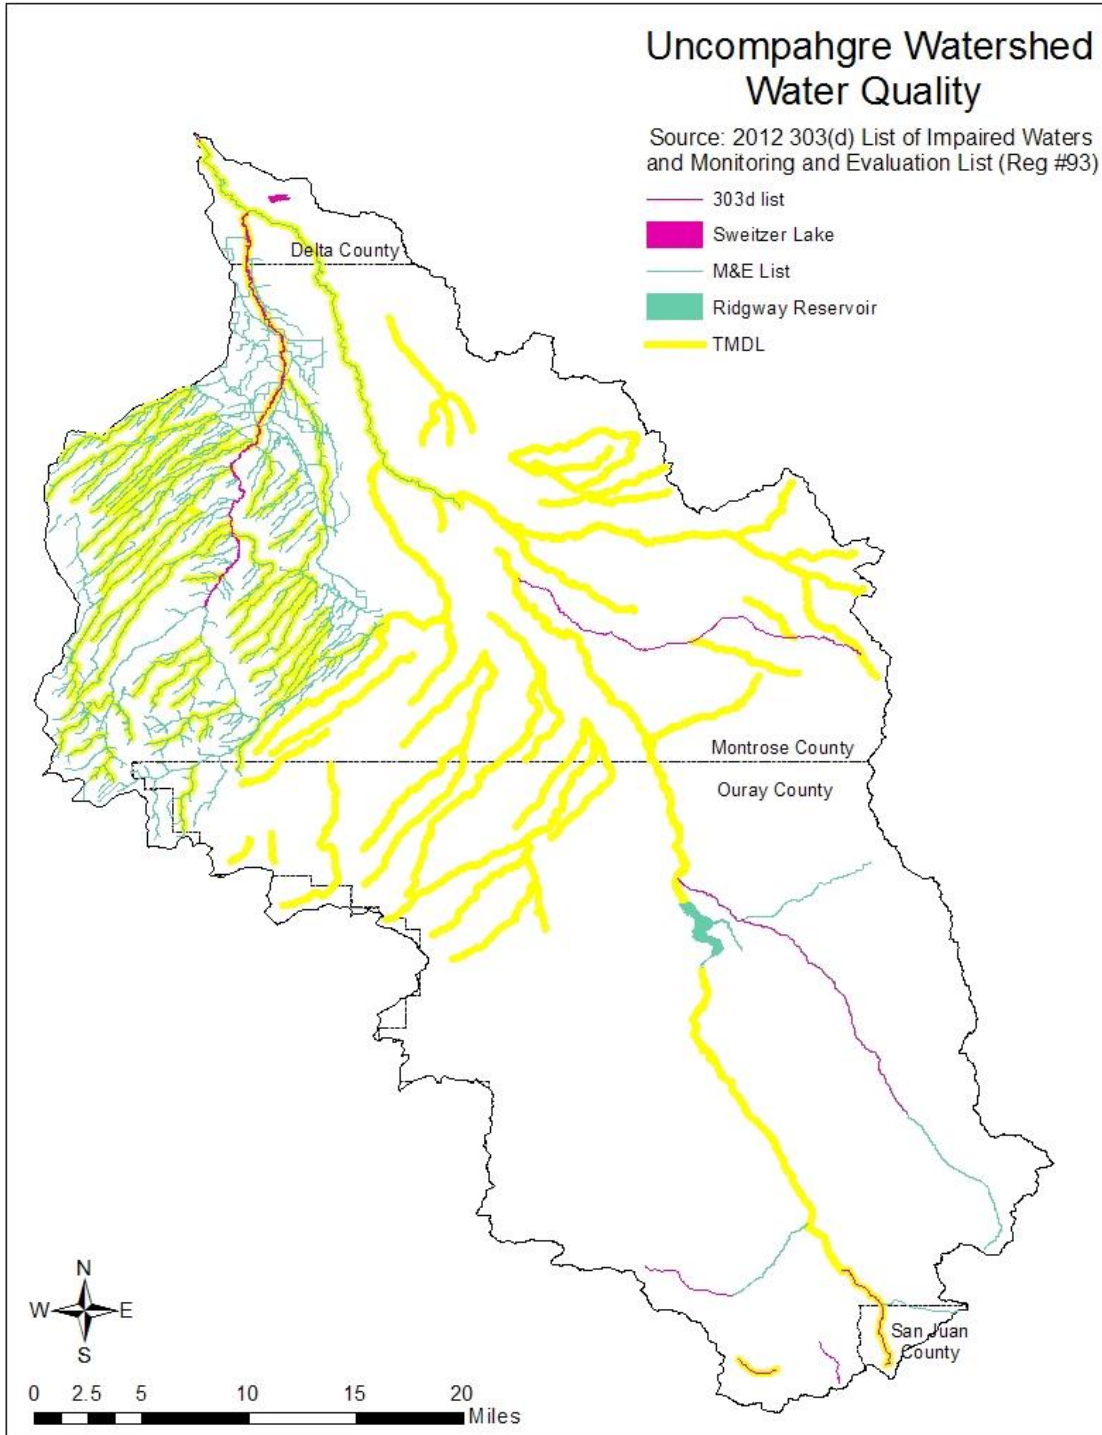 Uncompahgre Watershed
Water Quality
Source: 2012 303(d) List of Impaired Waters
and Monitoring and Evaluation List (Reg #93)
303d list
Sweitzer Lake
M&E List
Ridgway Reservoir
TMDL
Delta County
Montrose County
Ouray County
San Juan
County
N
W E
S
0 2.5 5 10 15 20
Miles